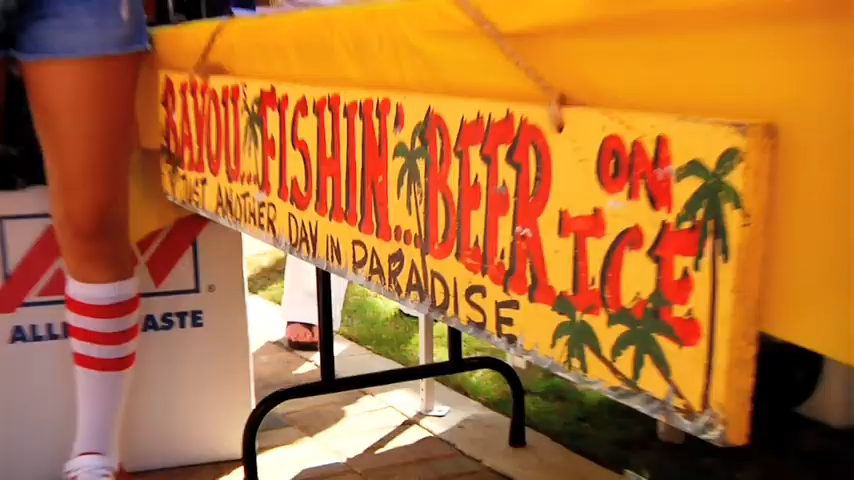 BAYOU... FISHIN'... BEER ON ICE
JUST ANOTHER DAY IN PARADISE
ALL ASTE